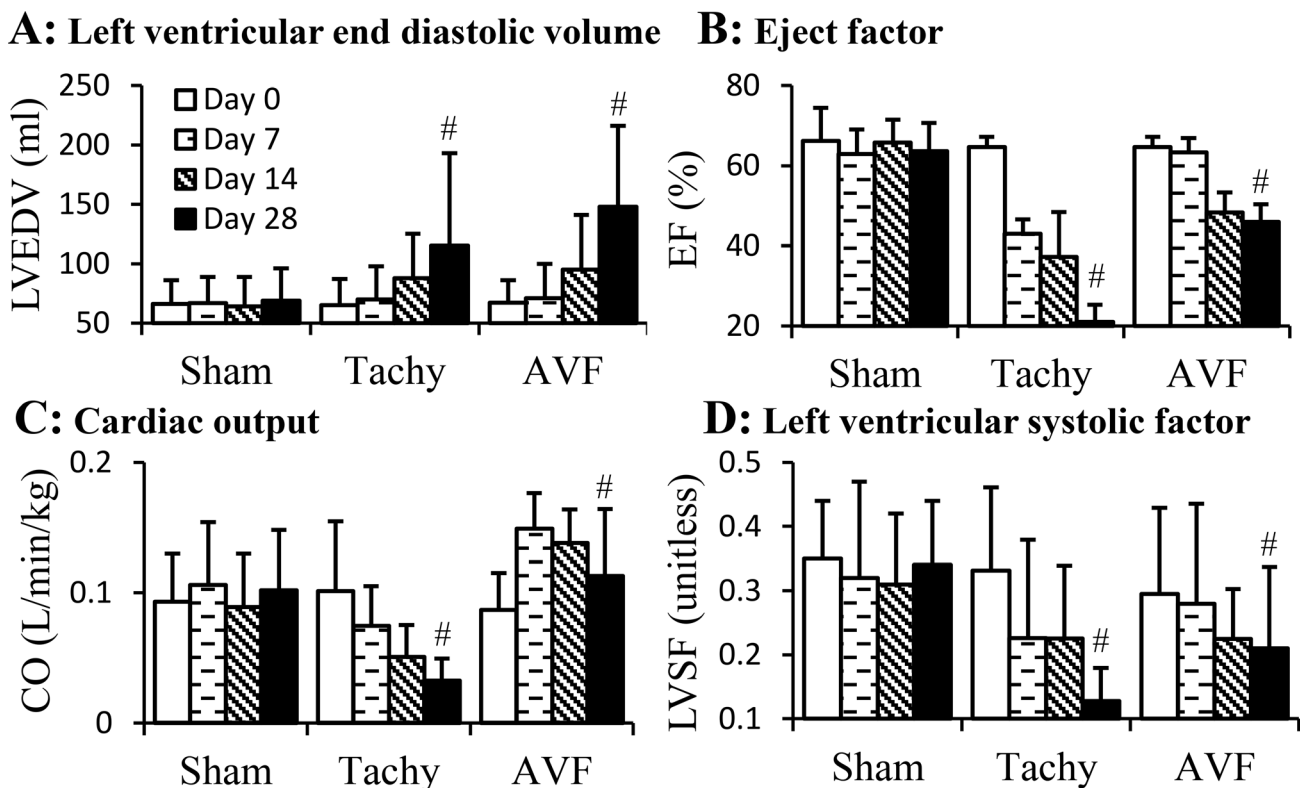 A: Left ventricular end diastolic volume
LVEDV (ml)
250
200
150
100
50
Day 0
Day 7
Day 14
Day 28
#
#
Sham Tachy AVF
B: Eject factor
EF (%)
80
60
40
20
#
#
Sham Tachy AVF
C: Cardiac output
CO (L/min/kg)
0.2
0.1
0
#
#
Sham Tachy AVF
D: Left ventricular systolic factor
LVSF (unitless)
0.5
0.4
0.3
0.2
0.1
#
#
Sham Tachy AVF